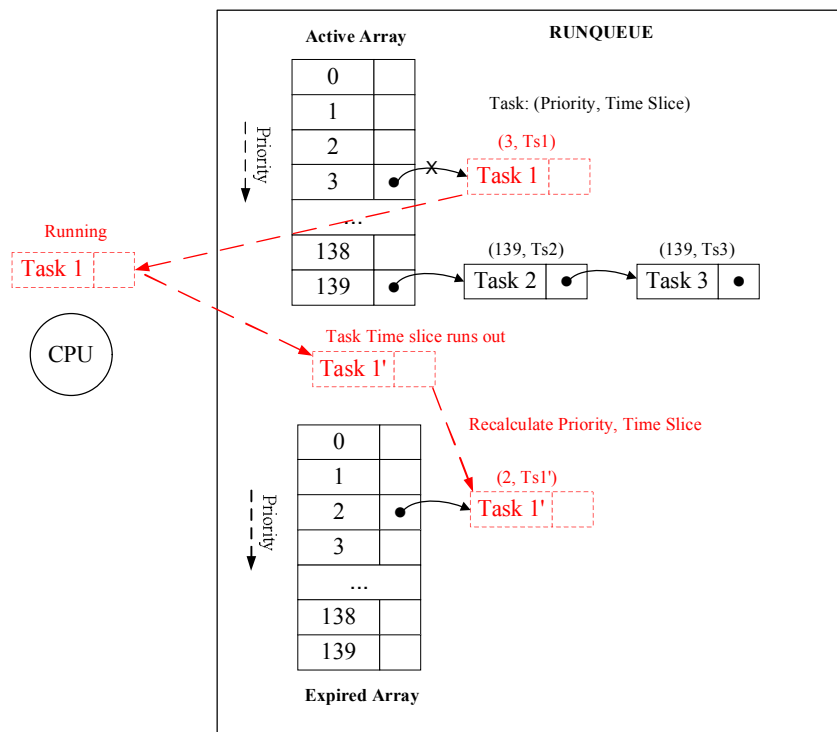 Active Array
RUNQUEUE
0
1
2
3
...
138
139
Priority
Task: (Priority, Time Slice)
(3, Ts1)
X
Task 1
Running
Task 1
CPU
(139, Ts2)
Task 2
(139, Ts3)
Task 3
Task Time slice runs out
Task 1'
Recalculate Priority, Time Slice
0
1
2
3
...
138
139
Priority
(2, Ts1')
Task 1'
Expired Array